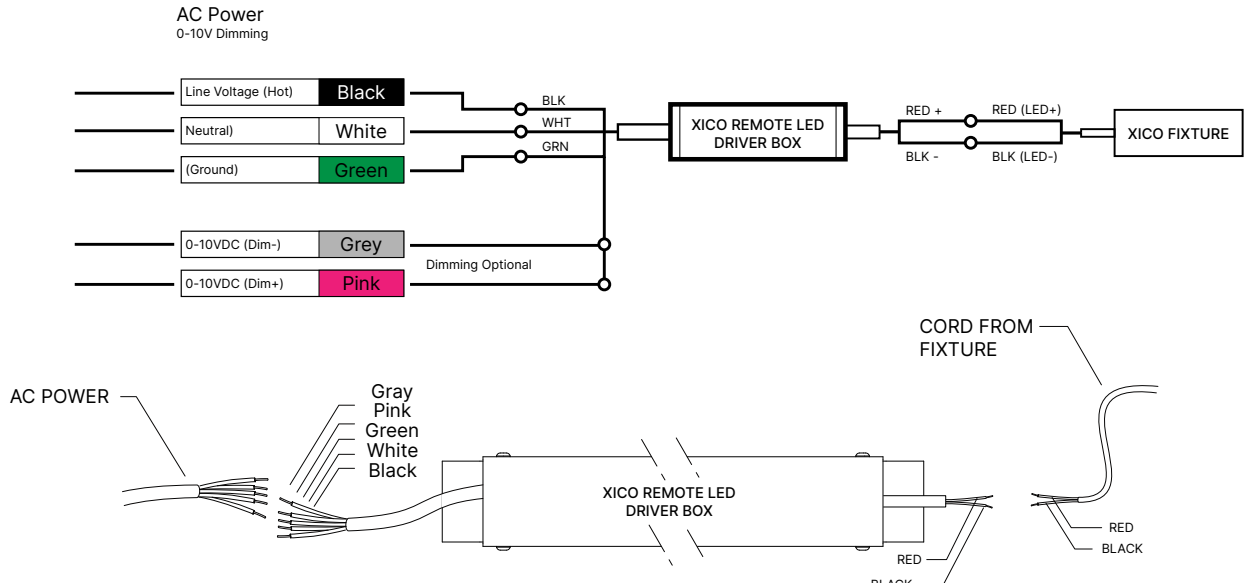 AC Power
0-10V Dimming
Line Voltage (Hot) Black
Neutral) White
(Ground) Green
0-10VDC (Dim-) Grey
0-10VDC (Dim+) Pink
Dimming Optional
BLK
WHT
GRN
XICO REMOTE LED
DRIVER BOX
RED + RED (LED+)
BLK - BLK (LED-)
XICO FIXTURE
CORD FROM
FIXTURE
AC POWER
Gray
Pink
Green
White
Black
XICO REMOTE LED
DRIVER BOX
RED
BLACK
RED
BLACK